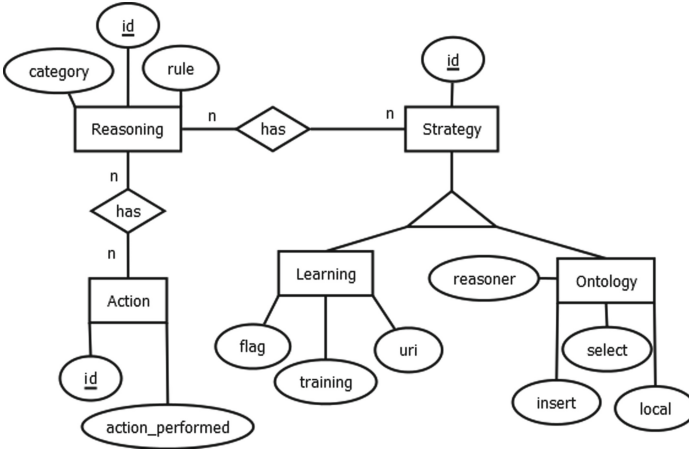 id
id
category
rule
n
has
n
Reasoning
Strategy
n
has
n
Learning
reasoner
Ontology
Action
flag
uri
select
id
training
insert
local
action_performed